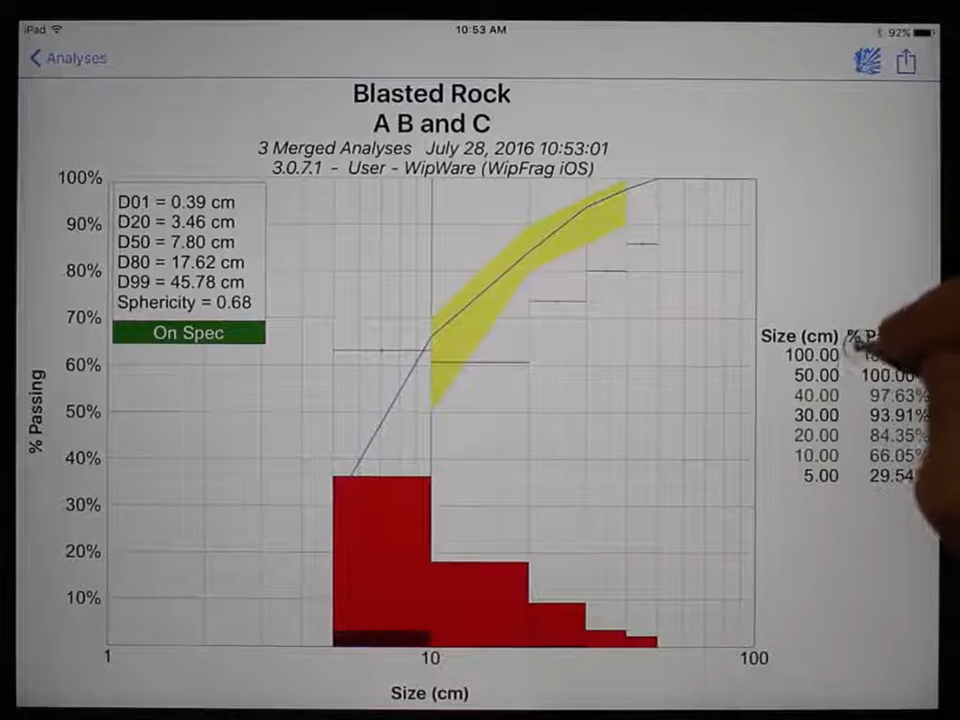 iPad
10:53 AM
92%
Analyses
Blasted Rock
A B and C
3 Merged Analyses July 28, 2016 10:53:01
3.0.7.1 - User - WipWare (WipFrag iOS)
100%
90%
80%
70%
60%
50%
40%
30%
20%
10%
% Passing
D01 = 0.39 cm
D20 = 3.46 cm
D50 = 7.80 cm
D80 = 17.62 cm
D99 = 45.78 cm
Sphericity = 0.68
On Spec
1
10
100
Size (cm)
Size (cm) %
100.00
50.00 100.00
40.00 97.63%
30.00 93.91%
20.00 84.35%
10.00 66.05%
5.00 29.54